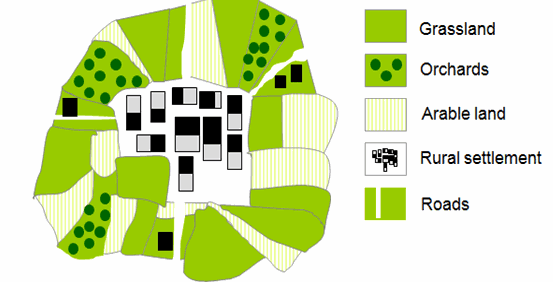 Grassland
Orchards
Arable land
Rural settlement
Roads